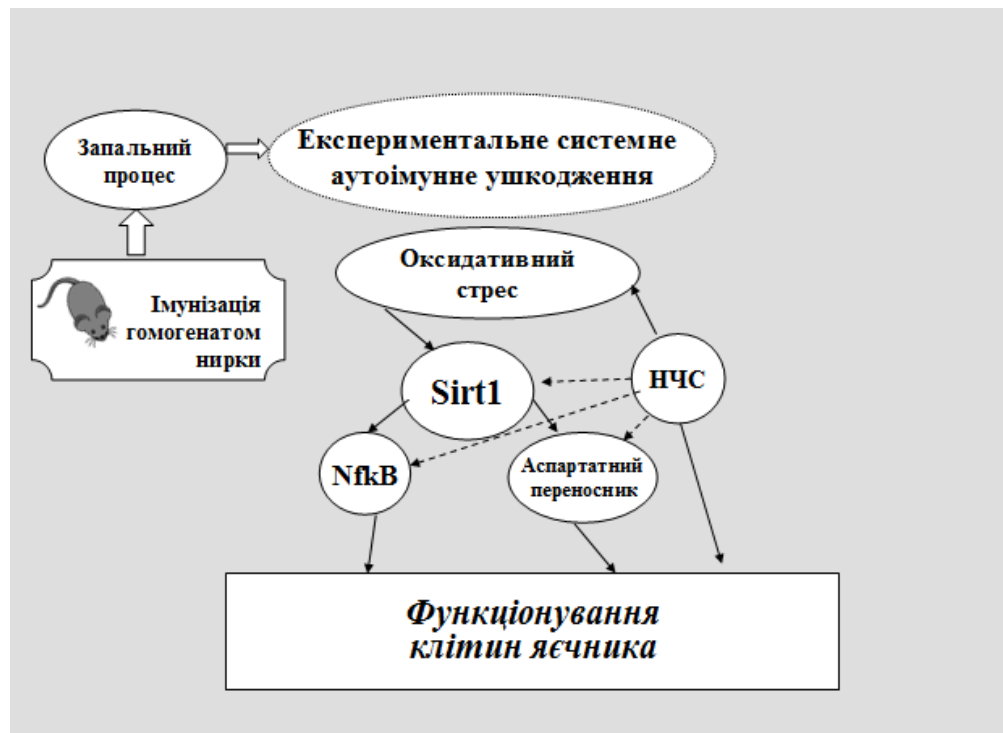 Запальний
процес
Експериментальне системне
аутоімунне ушкодження
Імунізація
гомогенатом
нирки
Оксидативний
стрес
Sirt1
НЧС
NfkB
Аспартатний
переносник
Функціонування
клітин яєчника